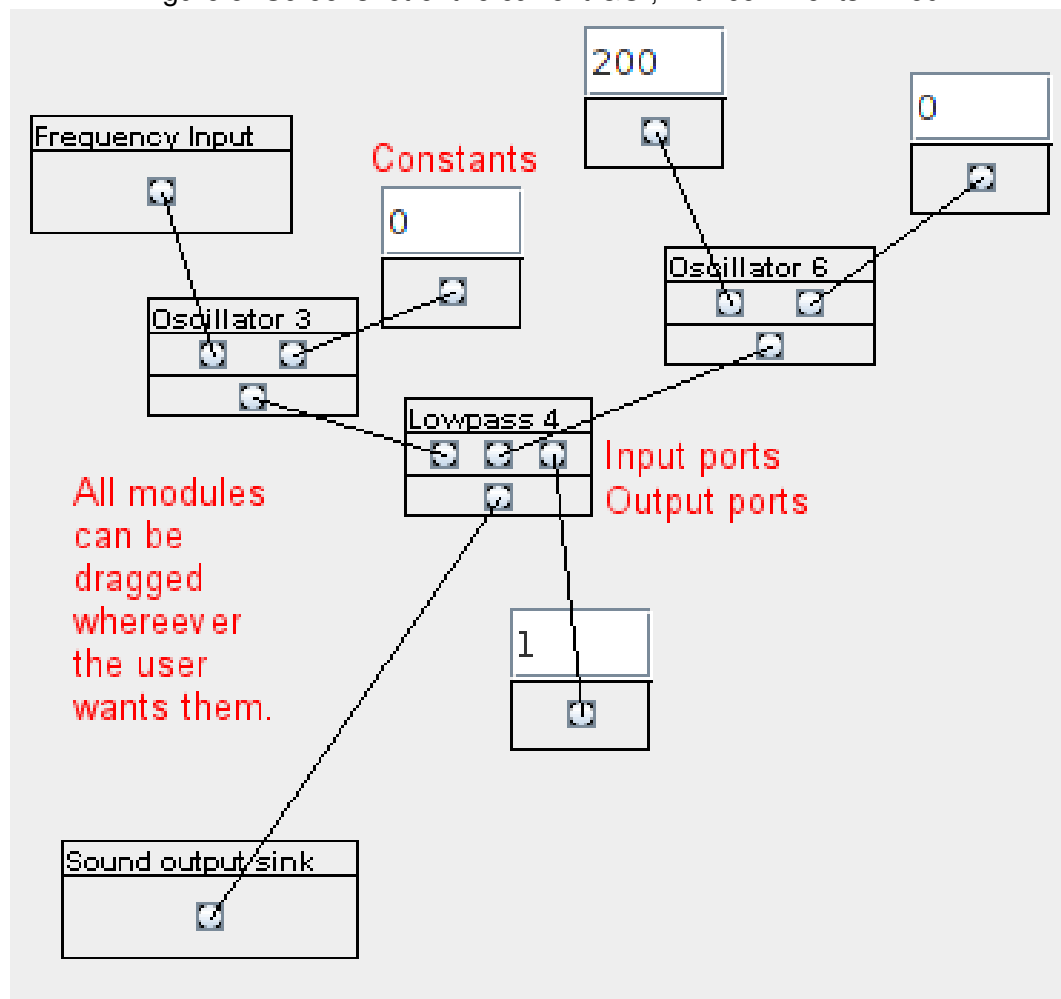 200
0
Frequency Input
Constants
0
Oscillator 6
Oscillator 3
Lowpass 4
Input ports
Output ports
All modules
can be
dragged
whereever
the user
wants them.
1
Sound output/sink